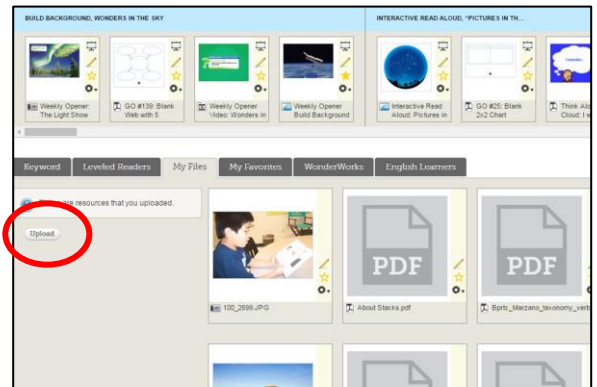 BUILD BACKGROUND, WONDERS IN THE SKY
INTERACTIVE READ ALOUD, "PICTURES IN TH...
Weekly Opener:
The Light Show
GO #139: Blank
Web with 5
Weekly Opener
Video: Wonders in
Weekly Opener
Build Background
Interactive Read
Aloud: Pictures in
GO #25: Blank
2x2 Chart
Think Alo
Cloud: I w
Keyword
Leveled Readers
My Files
My Favorites
WonderWorks
English Learners
are resources that you uploaded.
Upload
PDF
PDF
100_2699.JPG
About Stacks.pdf